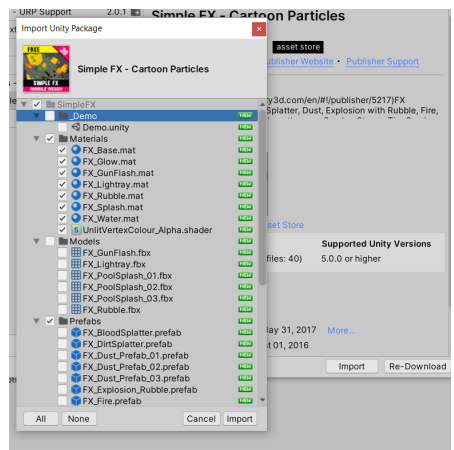 - URP Support
2.0.1
Simple FX - Cartoon Particles
Import Unity Package
FREE
SIMPLE FX
MOBILE READY
Simple FX - Cartoon Particles
asset store
Publisher Website • Publisher Support
y3d.com/en/#!/publisher/5217)FX
Splatter, Dust, Explosion with Rubble, Fire,
SimpleFX
_Demo NEW
Demo.unity NEW
Materials NEW
FX_Base.mat NEW
FX_Glow.mat NEW
FX_GunFlash.mat NEW
FX_Lightray.mat NEW
FX_Rubble.mat NEW
FX_Splash.mat NEW
FX_Water.mat NEW
UnlitVertexColour_Alpha.shader NEW
Models NEW
FX_GunFlash.fbx NEW
FX_Lightray.fbx NEW
FX_PoolSplash_01.fbx NEW
FX_PoolSplash_02.fbx NEW
FX_PoolSplash_03.fbx NEW
FX_Rubble.fbx NEW
Prefabs NEW
FX_BloodSplatter.prefab NEW
FX_DirtSplatter.prefab NEW
FX_Dust_Prefab_01.prefab NEW
FX_Dust_Prefab_02.prefab NEW
FX_Dust_Prefab_03.prefab NEW
FX_Explosion_Rubble.prefab NEW
FX_Fire.prefab NEW
set Store
Supported Unity Versions
files: 40)
5.0.0 or higher
ay 31, 2017 More...
t 01, 2016
Import Re-Download
All None Cancel Import